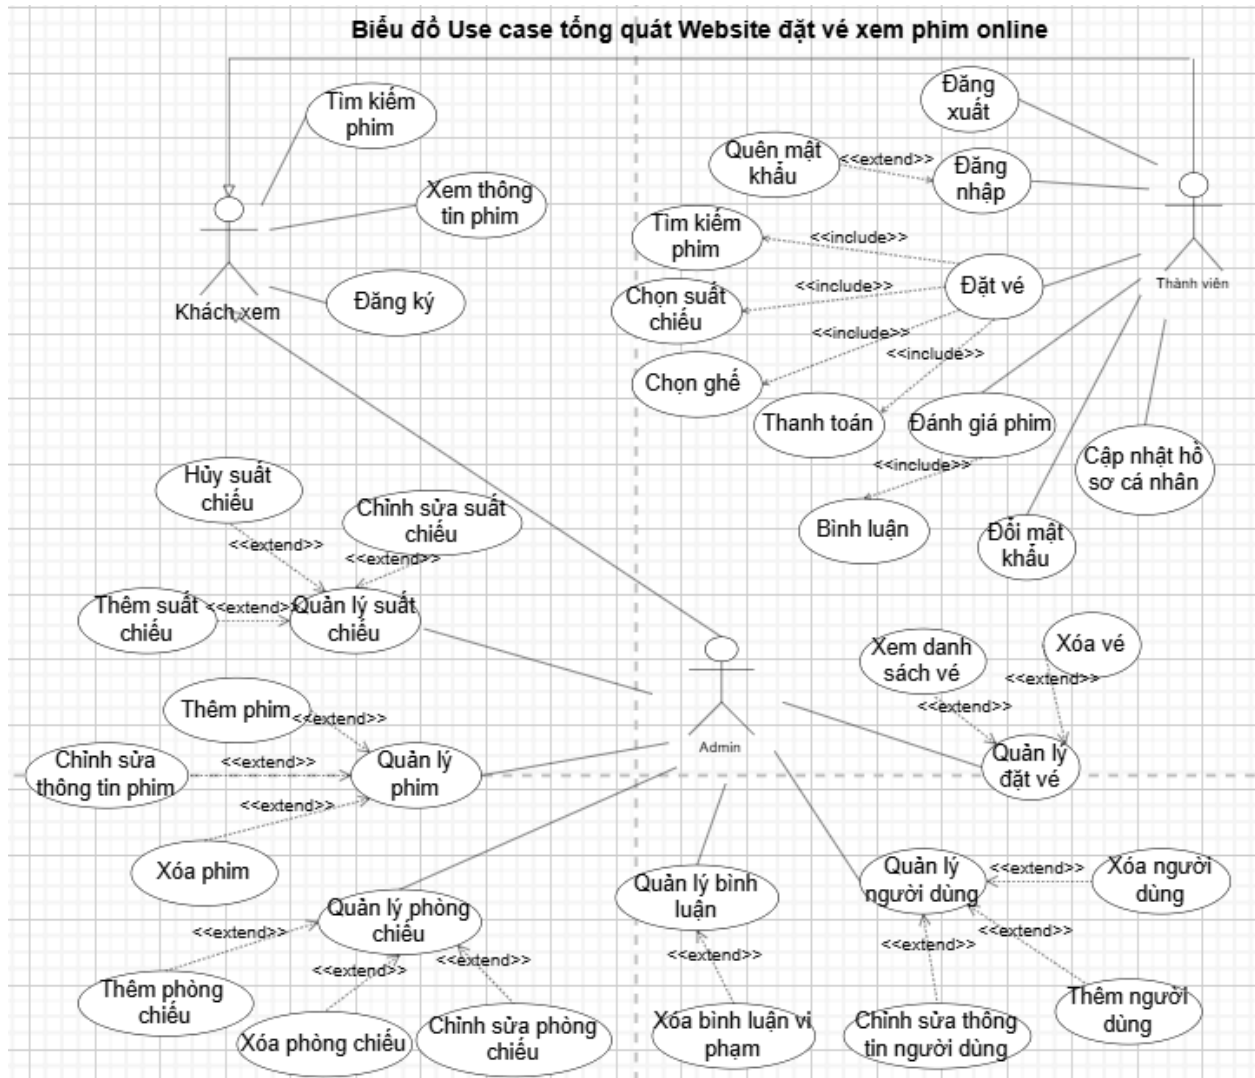 Biểu đồ Use case tổng quát Website đặt vé xem phim online
Tìm kiếm
phim
Xem thông
tin phim
Đăng ký
Khách xem
Đăng
xuất
Quên mật
khẩu
<<extend>>
Đăng
nhập
Thành viên
Tìm kiếm
phim
<<include>>
Đặt vé
Chọn suất
chiếu
<<include>>
<<include>>
Chọn ghế
<<include>>
Thanh toán
Đánh giá phim
<<include>>
Bình luận
Cập nhật hồ
sơ cá nhân
Đổi mật
khẩu
Hủy suất
chiếu
<<extend>>
Chỉnh sửa suất
chiếu
<<extend>>
Thêm suất
chiếu
<<extend>>
Quản lý suất
chiếu
Admin
Xem danh
sách vé
<<extend>>
Xóa vé
<<extend>>
Quản lý
đặt vé
Thêm phim
<<extend>>
Chỉnh sửa
thông tin phim
<<extend>>
Quản lý
phim
<<extend>>
Xóa phim
Quản lý phòng
chiếu
<<extend>>
<<extend>>
<<extend>>
Thêm phòng
chiếu
Xóa phòng chiếu
Chỉnh sửa phòng
chiếu
Quản lý bình
luận
<<extend>>
Xóa bình luận vi
phạm
Quản lý
người dùng
<<extend>>
Xóa người
dùng
<<extend>>
<<extend>>
Chỉnh sửa thông
tin người dùng
Thêm người
dùng